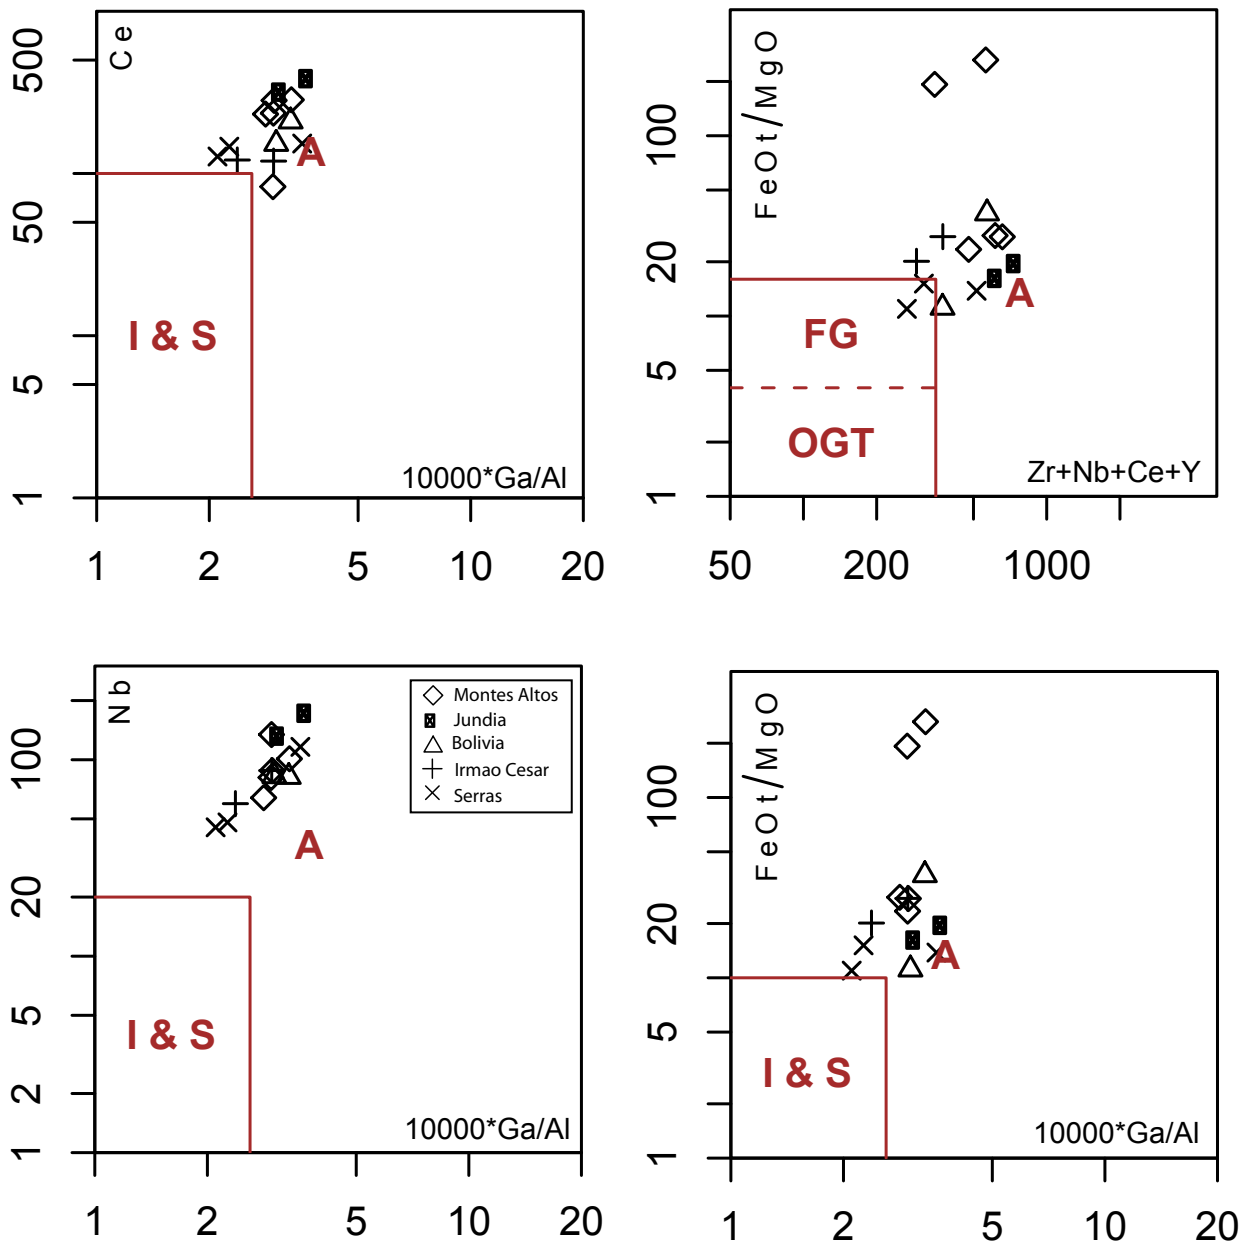 Ce
500
50
5
1
I & S
A
10000*Ga/Al
1 2 5 10 20
FeOt/MgO
100
20
5
1
FG
OGT
A
Zr+Nb+Ce+Y
50 200 1000
Nb
100
20
5
2
1
Montes Altos
Jundia
Bolivia
Irmao Cesar
Serras
A
I & S
10000*Ga/Al
1 2 5 10 20
FeOt/MgO
100
20
5
1
A
I & S
10000*Ga/Al
1 2 5 10 20